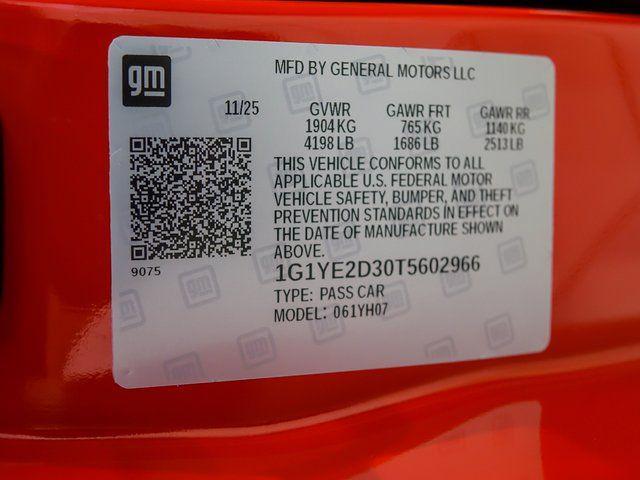 gm
MFD BY GENERAL MOTORS LLC
11/25 GVWR GAWR FRT GAWR RR
1904 KG 765 KG 1140 KG
4198 LB 1686 LB 2513 LB
THIS VEHICLE CONFORMS TO ALL
APPLICABLE U.S. FEDERAL MOTOR
VEHICLE SAFETY, BUMPER, AND THEFT
PREVENTION STANDARDS IN EFFECT ON
THE DATE OF MANUFACTURE SHOWN
ABOVE.
9075
1G1YE2D30T5602966
TYPE: PASS CAR
MODEL: 061YH07